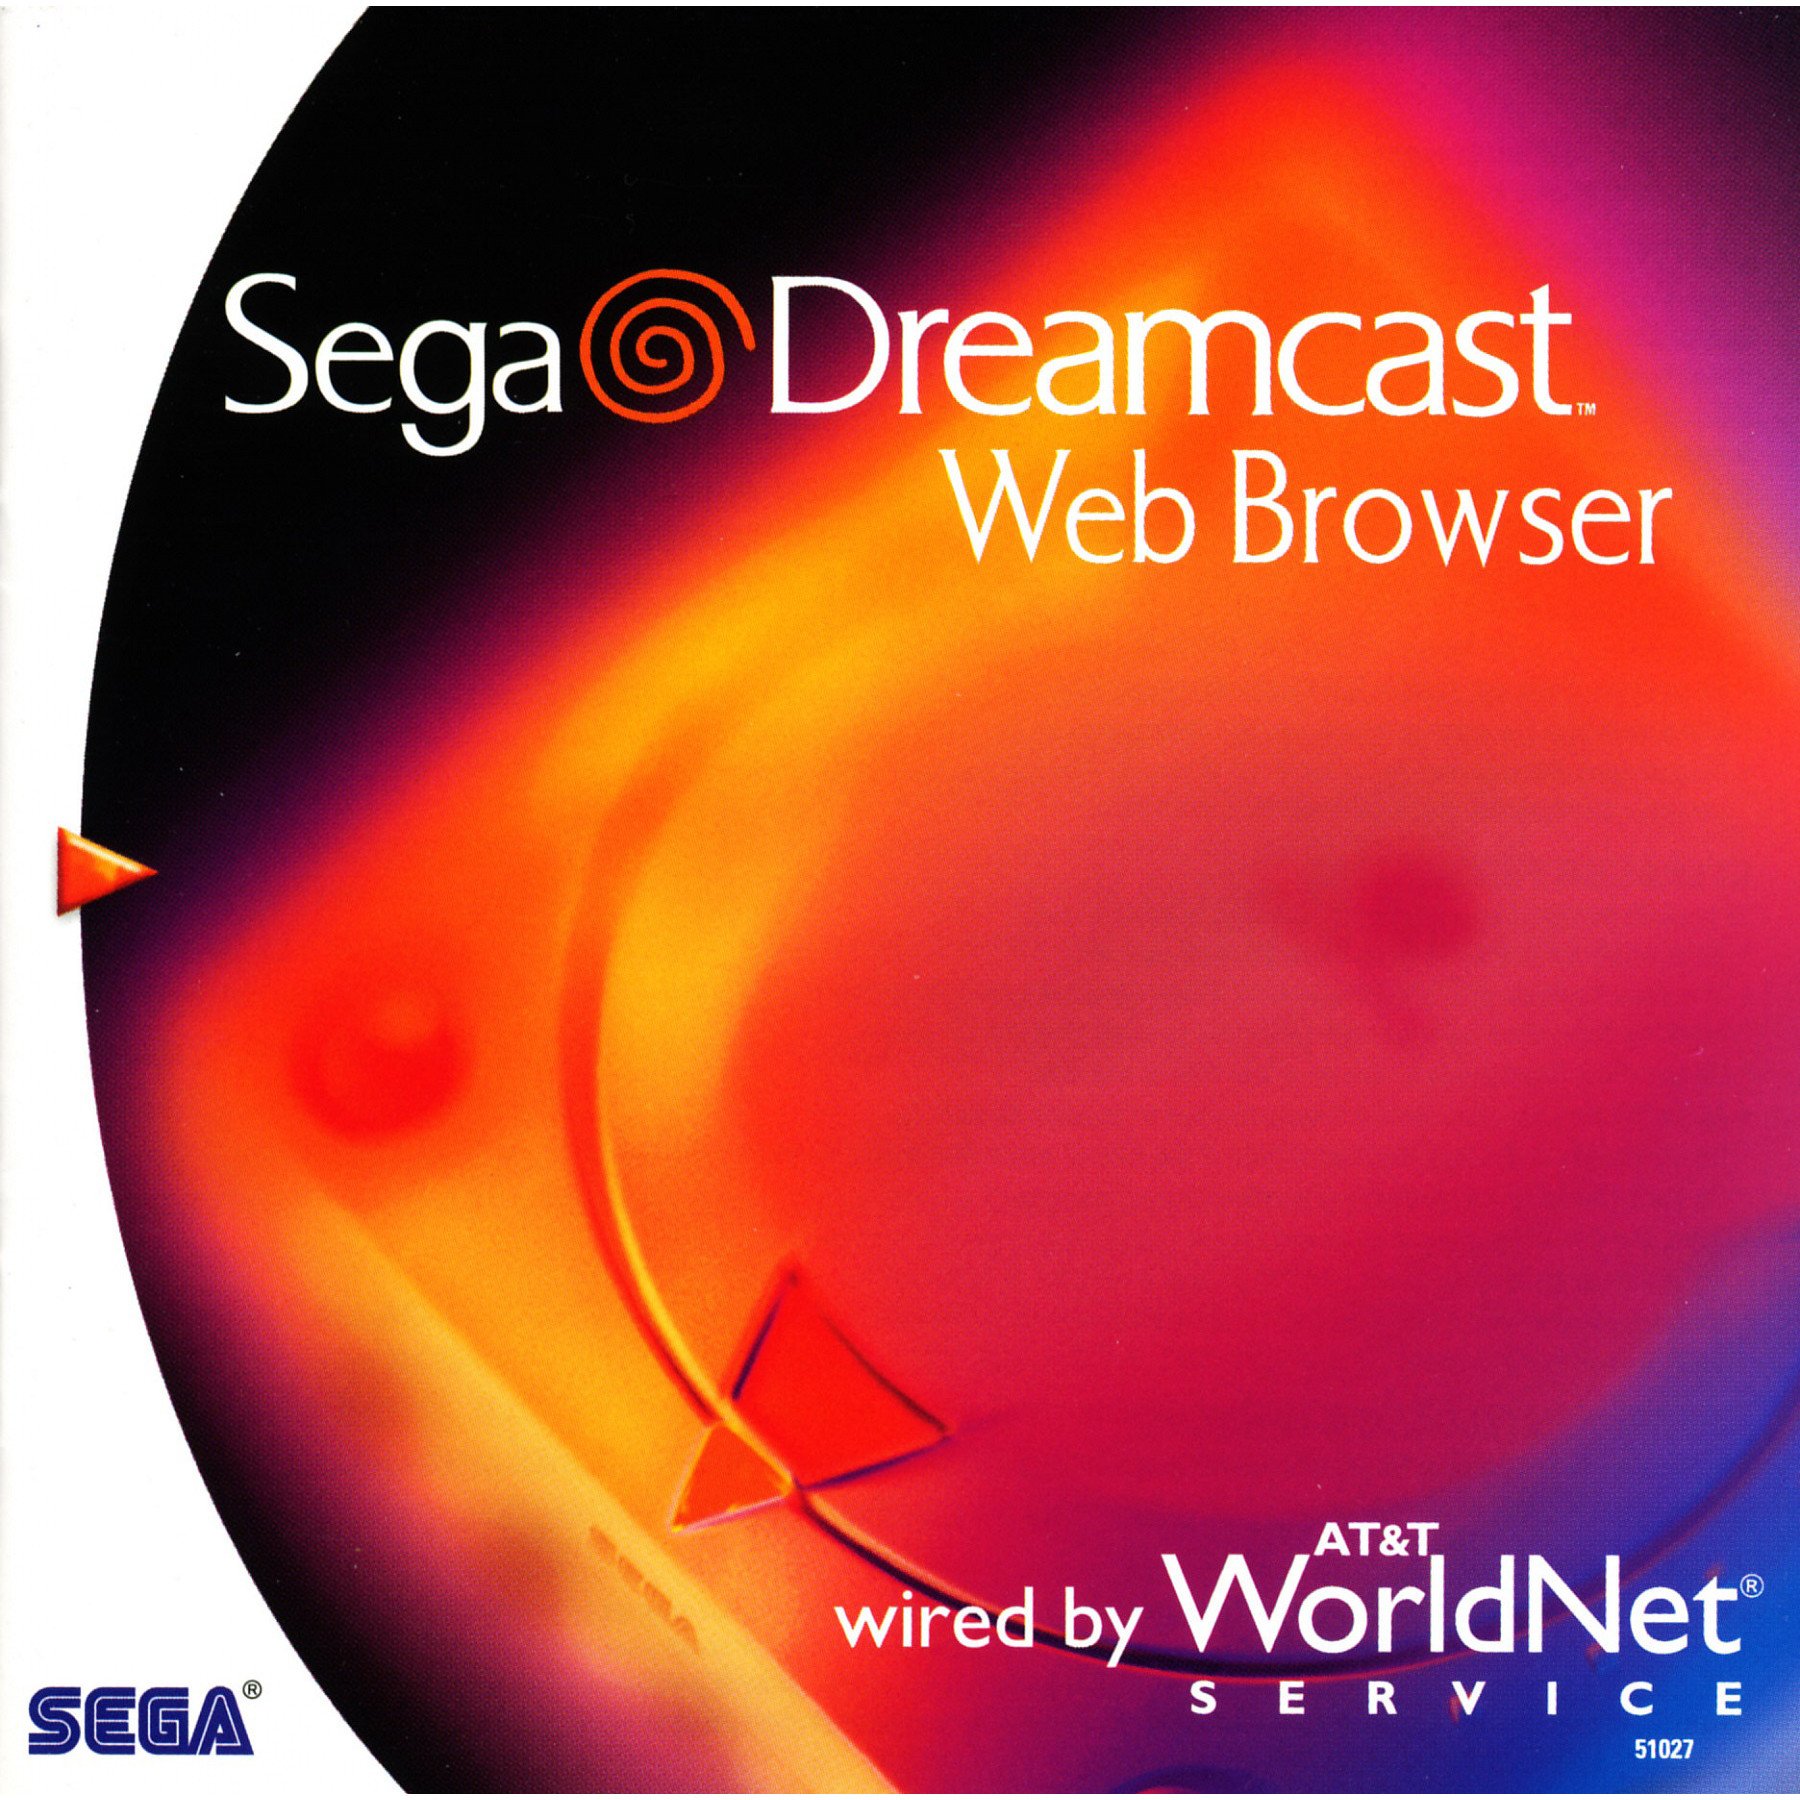 Sega Dreamcast™
Web Browser
AT&T
wired by WorldNet®
SERVICE
SEGA®
51027